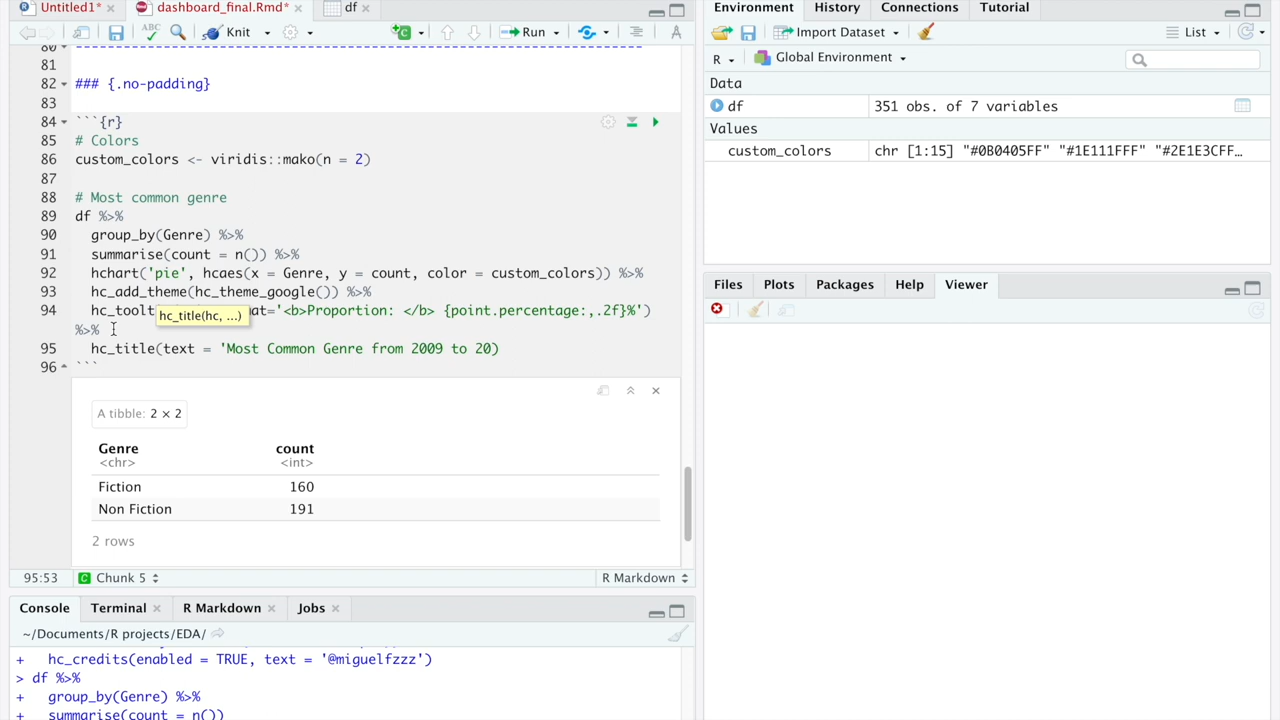 Untitled1* × dashboard_final.Rmd* × df ×
ABC Knit Run
80 ----------------------------------------------------------------------
81
82 ### {.no-padding}
83
84 ```{r}
85 # Colors
86 custom_colors <- viridis::mako(n = 2)
87
88 # Most common genre
89 df %>%
90 group_by(Genre) %>%
91 summarise(count = n()) %>%
92 hchart('pie', hcaes(x = Genre, y = count, color = custom_colors)) %>%
93 hc_add_theme(hc_theme_google()) %>%
94 hc_toolt at='<b>Proportion: </b> {point.percentage:,.2f}%')
hc_title(hc, ...)
%>%
95 hc_title(text = 'Most Common Genre from 2009 to 20)
96 ```
A tibble: 2 × 2
Genre count
<chr> <int>
Fiction 160
Non Fiction 191
2 rows
95:53 C Chunk 5 R Markdown
Console Terminal × R Markdown × Jobs ×
~/Documents/R projects/EDA/
+ hc_credits(enabled = TRUE, text = '@miguelfzzz')
> df %>%
+ group_by(Genre) %>%
+ summarise(count = n())
Environment History Connections Tutorial
Import Dataset List
R Global Environment
Data
df 351 obs. of 7 variables
Values
custom_colors chr [1:15] "#0B0405FF" "#1E111FFF" "#2E1E3CFF…
Files Plots Packages Help Viewer